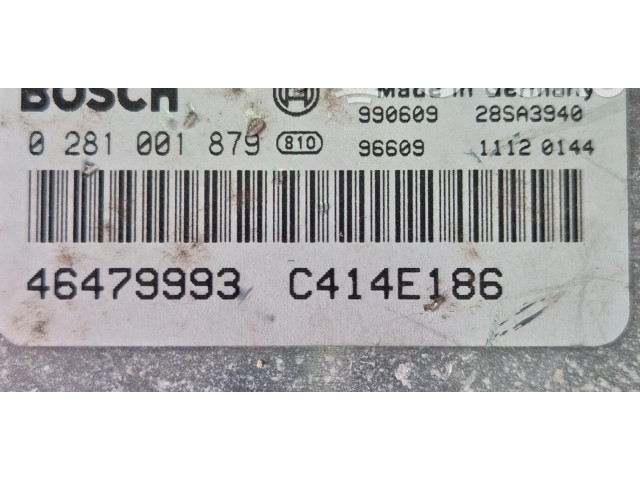 BOSCH Made in Germany
990609 28SA3940
0 281 001 879 810 96609 1112 0144
46479993 C414E186